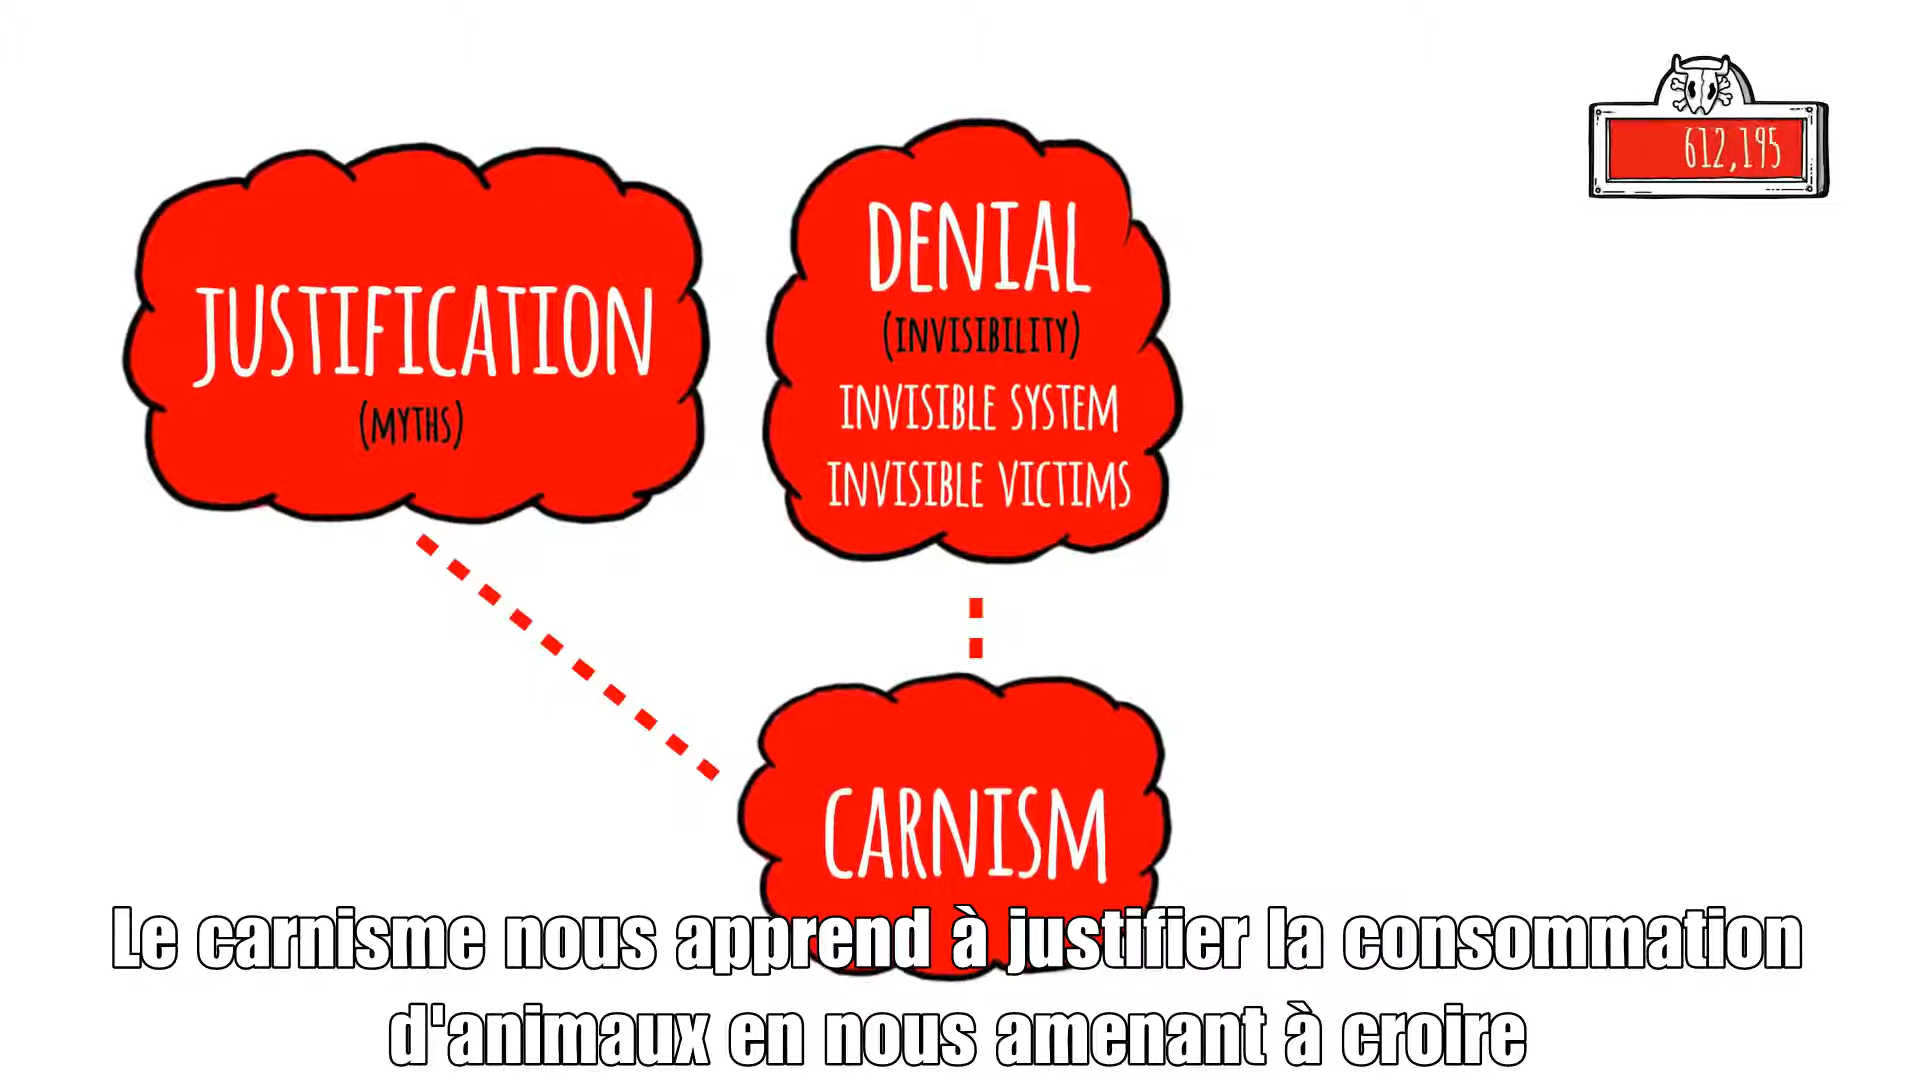 612,195
JUSTIFICATION
(MYTHS)
DENIAL
(INVISIBILITY)
INVISIBLE SYSTEM
INVISIBLE VICTIMS
CARNISM
Le carnisme nous apprend à justifier la consommation
d'animaux en nous amenant à croire